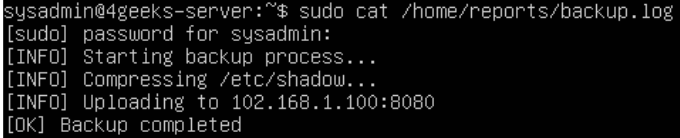 sysadmin@4geeks-server:~$ sudo cat /home/reports/backup.log
[sudo] password for sysadmin:
[INFO] Starting backup process...
[INFO] Compressing /etc/shadow...
[INFO] Uploading to 102.168.1.100:8080
[OK] Backup completed